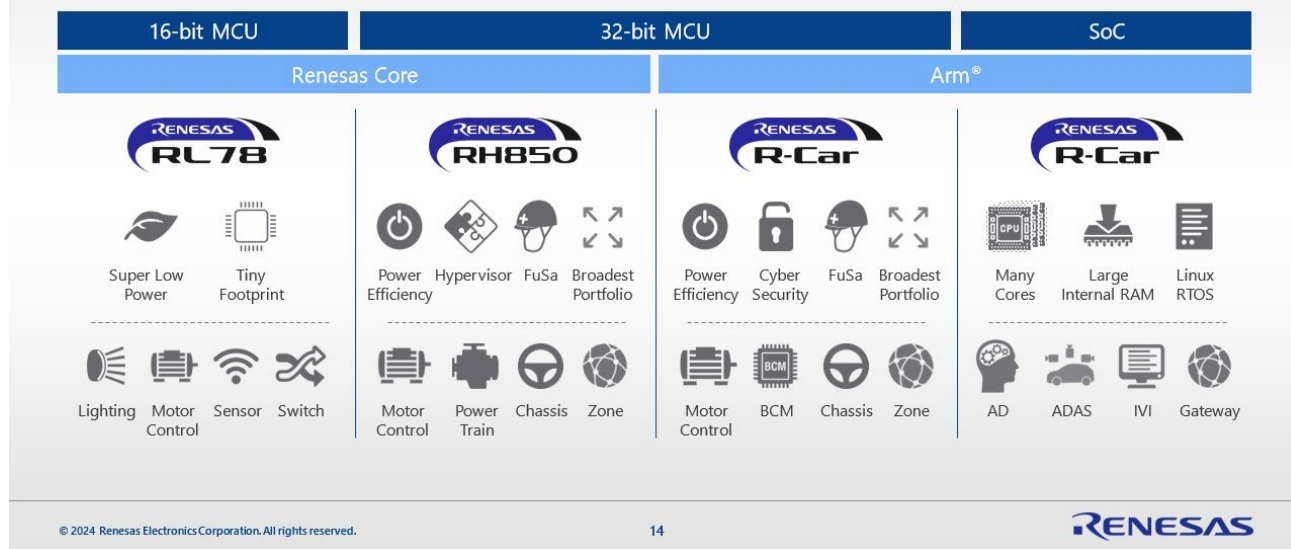 16-bit MCU
32-bit MCU
SoC
Renesas Core
Arm®
RENESAS
RL78
RENESAS
RH850
RENESAS
R-Car
RENESAS
R-Car
CPU
Super Low
Power
Tiny
Footprint
Power
Efficiency
Hypervisor
FuSa
Broadest
Portfolio
Power
Efficiency
Cyber
Security
FuSa
Broadest
Portfolio
Many
Cores
Large
Internal RAM
Linux
RTOS
BCM
Lighting
Motor
Control
Sensor
Switch
Motor
Control
Power
Train
Chassis
Zone
Motor
Control
BCM
Chassis
Zone
AD
ADAS
IVI
Gateway
© 2024 Renesas Electronics Corporation. All rights reserved.
14
RENESAS